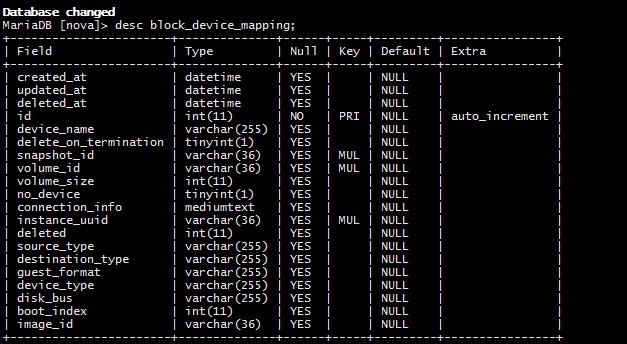 Database changed
MariaDB [nova]> desc block_device_mapping;
+-----------------------+--------------+------+-----+---------+----------------+
| Field                 | Type         | Null | Key | Default | Extra          |
+-----------------------+--------------+------+-----+---------+----------------+
| created_at            | datetime     | YES  |     | NULL    |                |
| updated_at            | datetime     | YES  |     | NULL    |                |
| deleted_at            | datetime     | YES  |     | NULL    |                |
| id                    | int(11)      | NO   | PRI | NULL    | auto_increment |
| device_name           | varchar(255) | YES  |     | NULL    |                |
| delete_on_termination | tinyint(1)   | YES  |     | NULL    |                |
| snapshot_id           | varchar(36)  | YES  | MUL | NULL    |                |
| volume_id             | varchar(36)  | YES  | MUL | NULL    |                |
| volume_size           | int(11)      | YES  |     | NULL    |                |
| no_device             | tinyint(1)   | YES  |     | NULL    |                |
| connection_info       | mediumtext   | YES  |     | NULL    |                |
| instance_uuid         | varchar(36)  | YES  | MUL | NULL    |                |
| deleted               | int(11)      | YES  |     | NULL    |                |
| source_type           | varchar(255) | YES  |     | NULL    |                |
| destination_type      | varchar(255) | YES  |     | NULL    |                |
| guest_format          | varchar(255) | YES  |     | NULL    |                |
| device_type           | varchar(255) | YES  |     | NULL    |                |
| disk_bus              | varchar(255) | YES  |     | NULL    |                |
| boot_index            | int(11)      | YES  |     | NULL    |                |
| image_id              | varchar(36)  | YES  |     | NULL    |                |
+-----------------------+--------------+------+-----+---------+----------------+